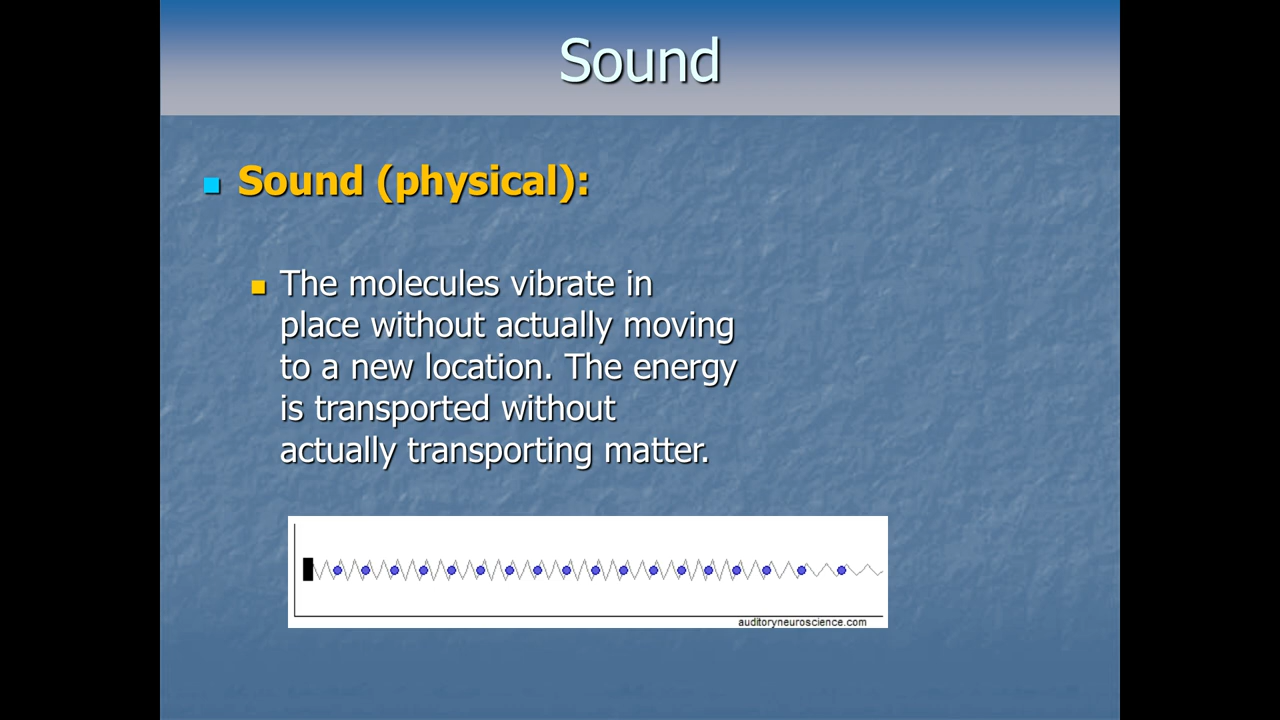 Sound
Sound (physical):
The molecules vibrate in
place without actually moving
to a new location. The energy
is transported without
actually transporting matter.
auditoryneuroscience.com